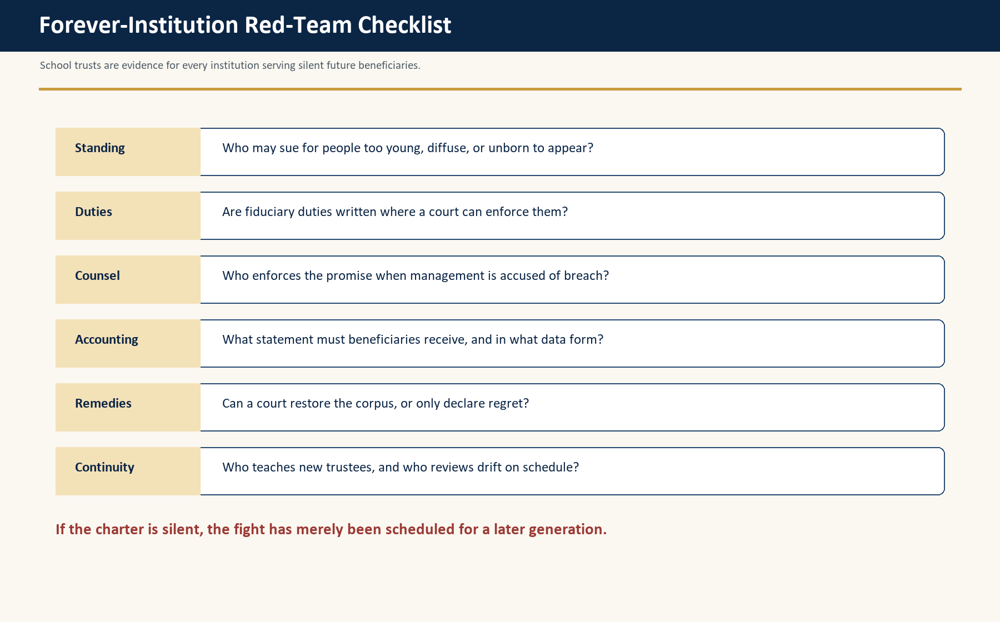 Forever-Institution Red-Team Checklist
School trusts are evidence for every institution serving silent future beneficiaries.
Standing
Who may sue for people too young, diffuse, or unborn to appear?
Duties
Are fiduciary duties written where a court can enforce them?
Counsel
Who enforces the promise when management is accused of breach?
Accounting
What statement must beneficiaries receive, and in what data form?
Remedies
Can a court restore the corpus, or only declare regret?
Continuity
Who teaches new trustees, and who reviews drift on schedule?
If the charter is silent, the fight has merely been scheduled for a later generation.